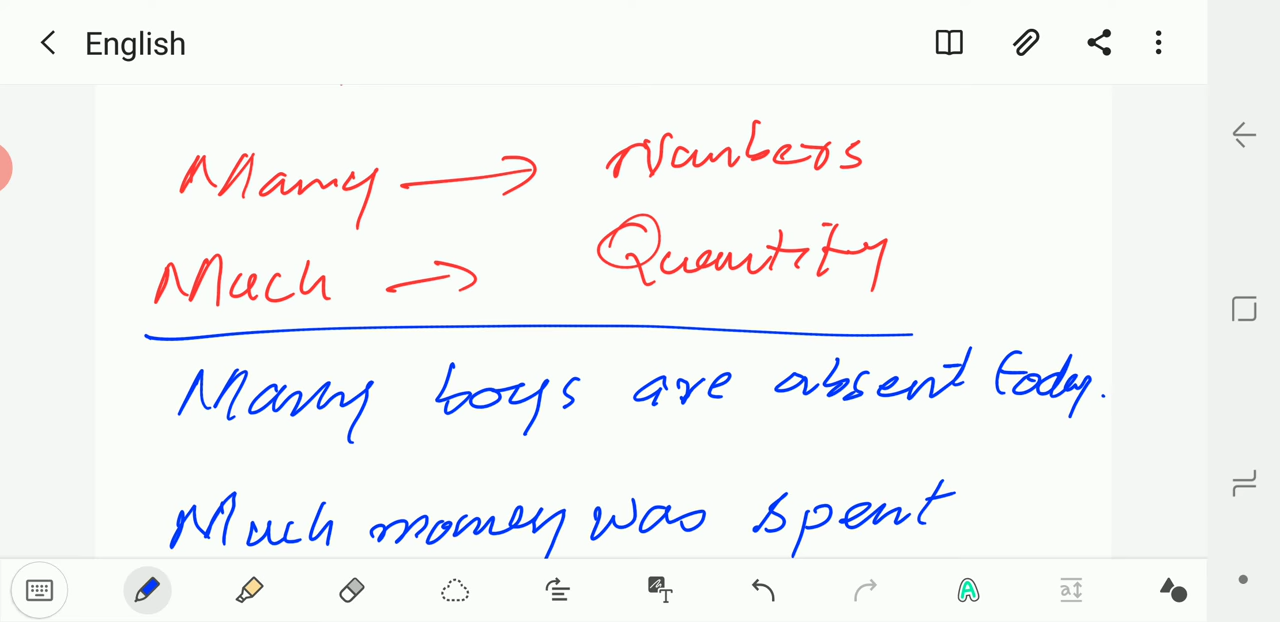 English
Many → Numbers
Much → Quantity
Many boys are absent today.
Much money was spent